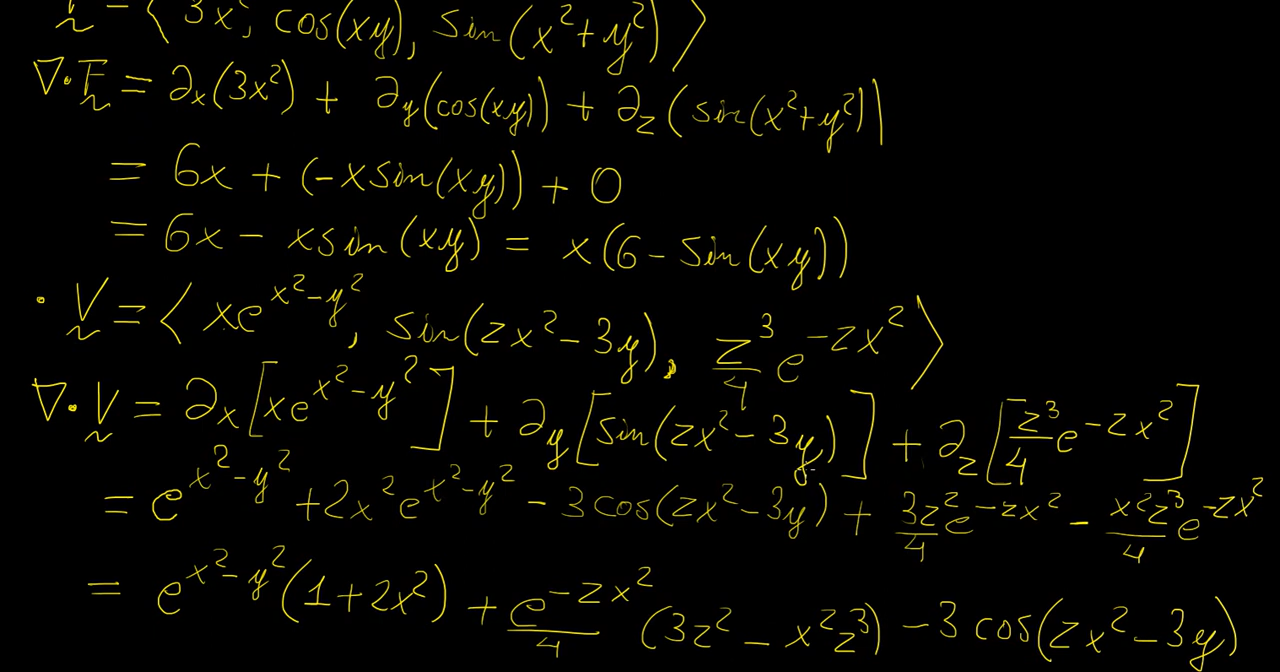 = ⟨3x², cos(xy), sin(x²+y²)⟩
∇·F = ∂x(3x²) + ∂y(cos(xy)) + ∂z(sin(x²+y²))
= 6x + (-x sin(xy)) + 0
= 6x - x sin(xy) = x(6 - sin(xy))
· V = ⟨xe^(x²-y²), sin(zx²-3y), z³/4 e^(-zx²)⟩
∇·V = ∂x[xe^(x²-y²)] + ∂y[sin(zx²-3y)] + ∂z[z³/4 e^(-zx²)]
= e^(x²-y²) + 2x²e^(x²-y²) - 3cos(zx²-3y) + 3z²/4 e^(-zx²) - x²z³/4 e^(-zx²)
= e^(x²-y²)(1+2x²) + e^(-zx²)/4 (3z² - x²z³) - 3cos(zx²-3y)